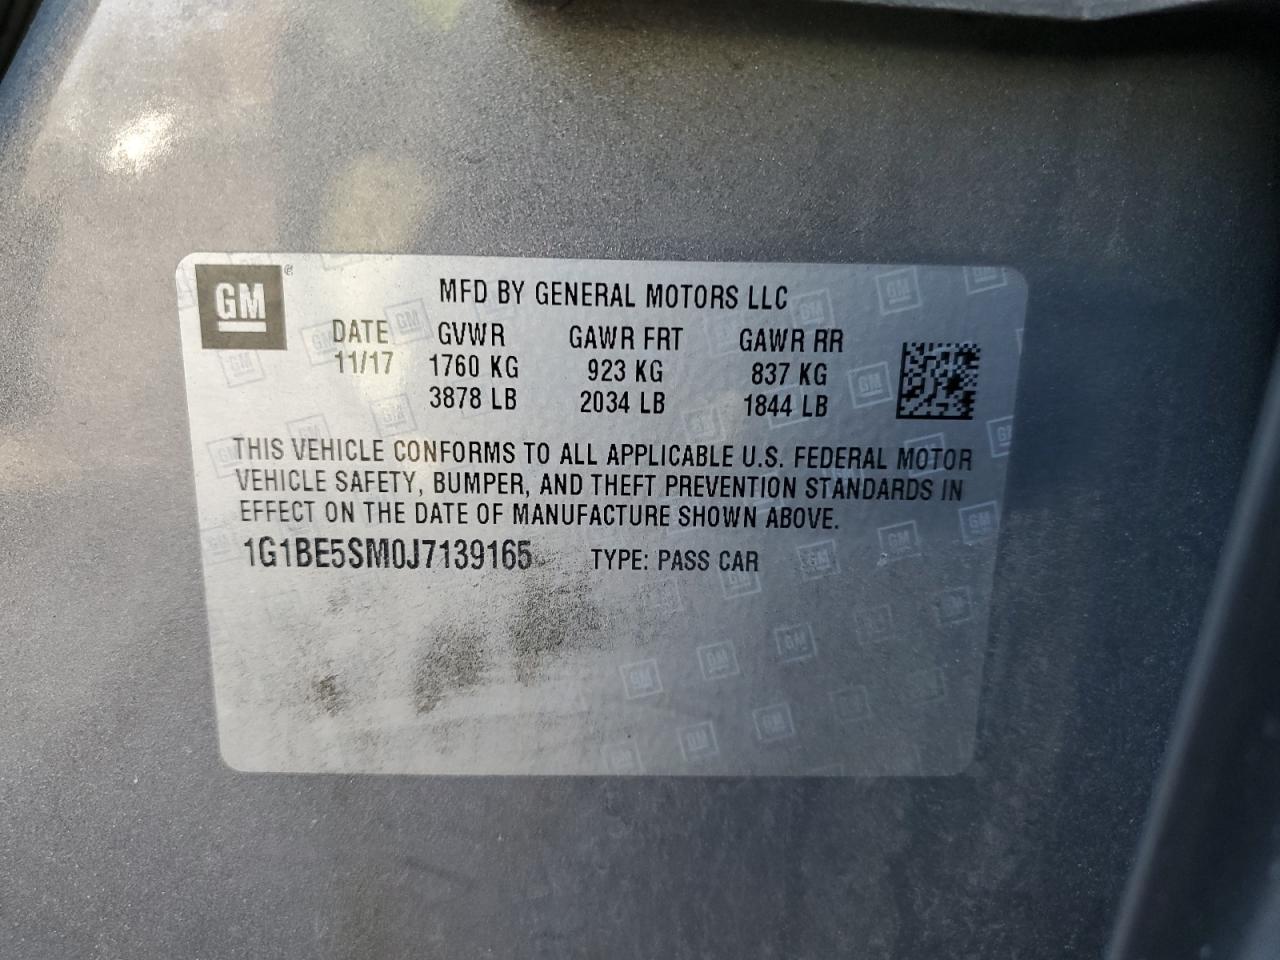 GM
MFD BY GENERAL MOTORS LLC
DATE GVWR GAWR FRT GAWR RR
11/17 1760 KG 923 KG 837 KG
3878 LB 2034 LB 1844 LB
THIS VEHICLE CONFORMS TO ALL APPLICABLE U.S. FEDERAL MOTOR
VEHICLE SAFETY, BUMPER, AND THEFT PREVENTION STANDARDS IN
EFFECT ON THE DATE OF MANUFACTURE SHOWN ABOVE.
1G1BE5SM0J7139165 TYPE: PASS CAR